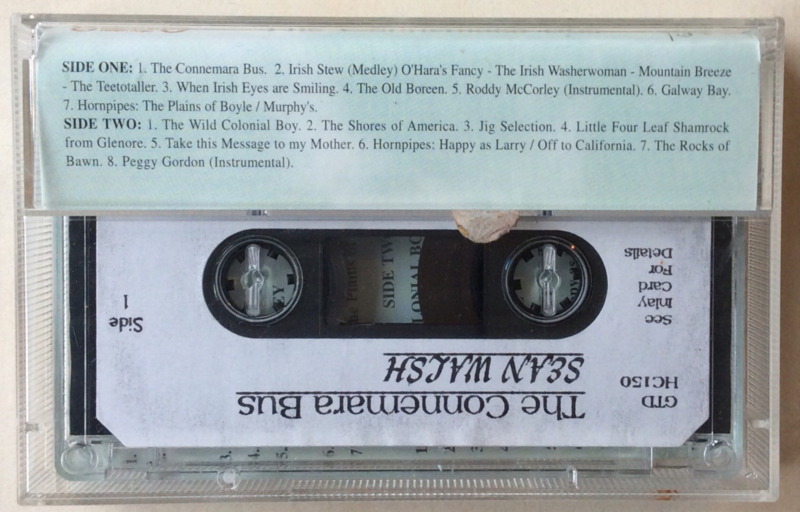 SIDE ONE: 1. The Connemara Bus. 2. Irish Stew (Medley) O'Hara's Fancy - The Irish Washerwoman - Mountain Breeze
- The Teetotaller. 3. When Irish Eyes are Smiling. 4. The Old Boreen. 5. Roddy McCorley (Instrumental). 6. Galway Bay.
7. Hornpipes: The Plains of Boyle / Murphy's.
SIDE TWO: 1. The Wild Colonial Boy. 2. The Shores of America. 3. Jig Selection. 4. Little Four Leaf Shamrock
from Glenore. 5. Take this Message to my Mother. 6. Hornpipes: Happy as Larry / Off to California. 7. The Rocks of
Bawn. 8. Peggy Gordon (Instrumental).
GTD
HC150
The Connemara Bus
SEAN WALSH
See
Inlay
Card
For
Details
Side
1
SIDE TW
LONIAL BO